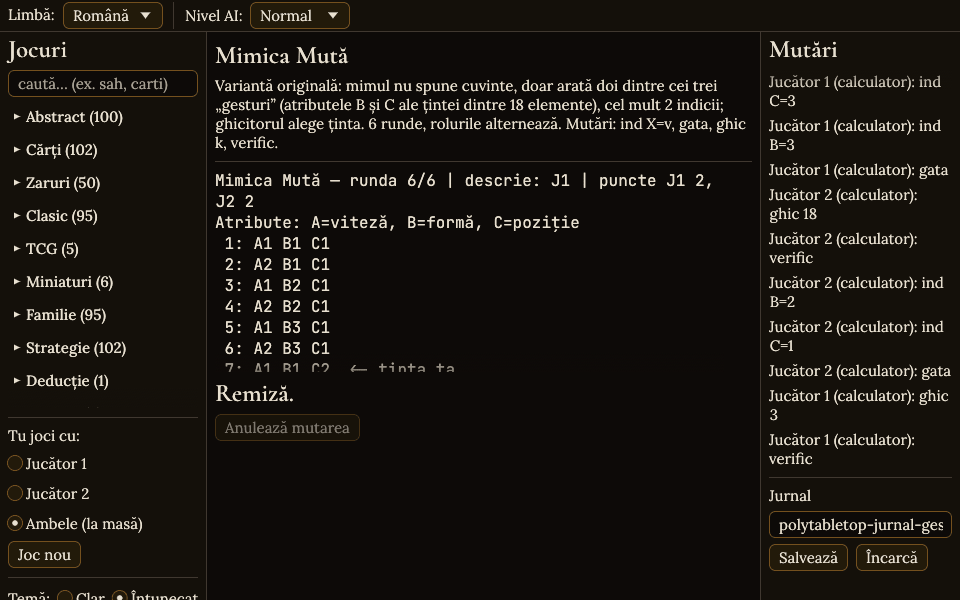 Limbă: Română ▼ Nivel AI: Normal ▼
Jocuri
caută... (ex. sah, carti)
▸ Abstract (100)
▸ Cărți (102)
▸ Zaruri (50)
▸ Clasic (95)
▸ TCG (5)
▸ Miniaturi (6)
▸ Familie (95)
▸ Strategie (102)
▸ Deducție (1)
Tu joci cu:
Jucător 1
Jucător 2
Ambele (la masă)
Joc nou
Temă: Clar Întunecat
Mimica Mută
Variantă originală: mimul nu spune cuvinte, doar arată doi dintre cei trei
„gesturi” (atributele B și C ale țintei dintre 18 elemente), cel mult 2 indicii;
ghicitorul alege ținta. 6 runde, rolurile alternează. Mutări: ind X=v, gata, ghic
k, verific.
Mimica Mută — runda 6/6 | descrie: J1 | puncte J1 2,
J2 2
Atribute: A=viteză, B=formă, C=poziție
1: A1 B1 C1
2: A2 B1 C1
3: A1 B2 C1
4: A2 B2 C1
5: A1 B3 C1
6: A2 B3 C1
7: A1 B1 C2 ← ținta ta
Remiză.
Anulează mutarea
Mutări
Jucător 1 (calculator): ind
C=3
Jucător 1 (calculator): ind
B=3
Jucător 1 (calculator): gata
Jucător 2 (calculator):
ghic 18
Jucător 2 (calculator):
verific
Jucător 2 (calculator): ind
B=2
Jucător 2 (calculator): ind
C=1
Jucător 2 (calculator): gata
Jucător 1 (calculator): ghic
3
Jucător 1 (calculator):
verific
Jurnal
polytabletop-jurnal-ges
Salvează Încarcă